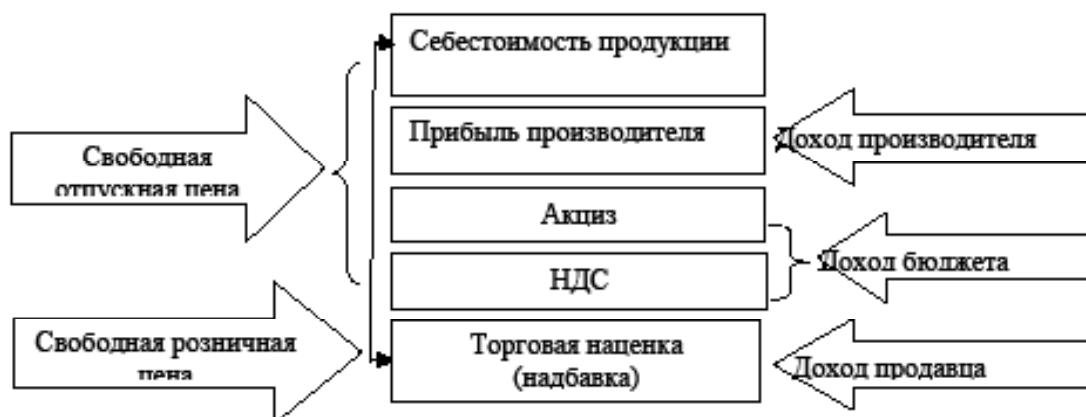 Себестоимость продукции
Прибыль производителя
Доход производителя
Свободная
отпускная цена
Акциз
Доход бюджета
НДС
Свободная розничная
цена
Торговая наценка
(надбавка)
Доход продавца